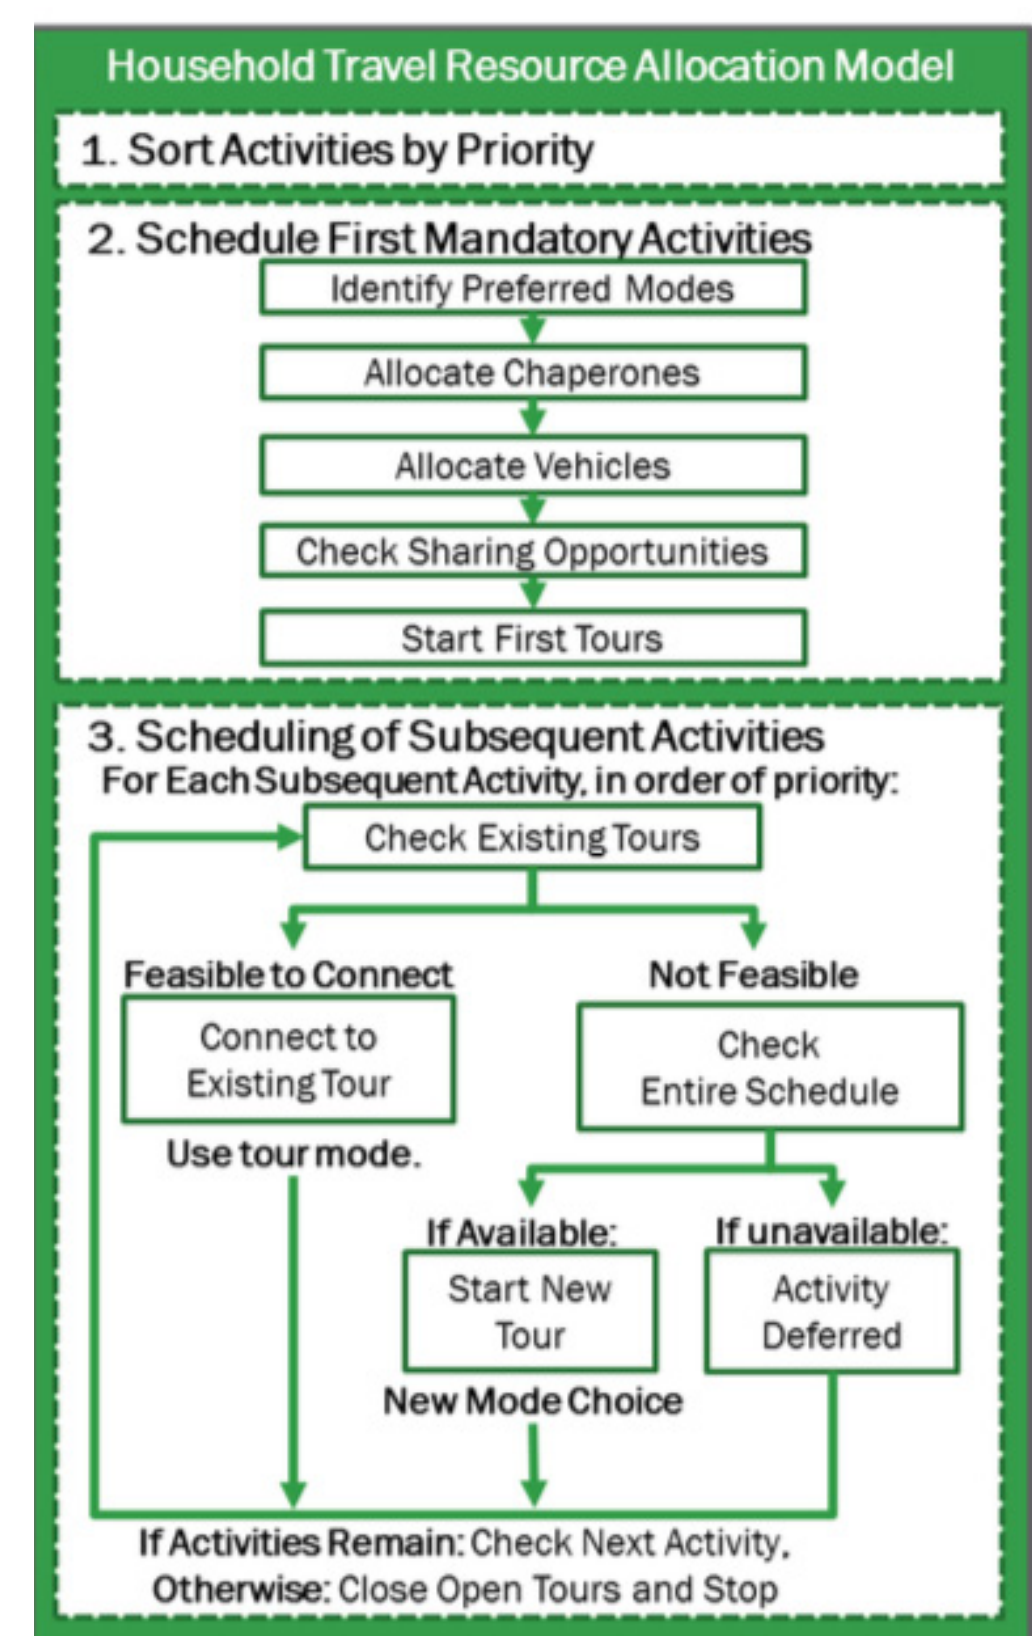 Household Travel Resource Allocation Model
1. Sort Activities by Priority
2. Schedule First Mandatory Activities
Identify Preferred Modes
Allocate Chaperones
Allocate Vehicles
Check Sharing Opportunities
Start First Tours
3. Scheduling of Subsequent Activities
For Each Subsequent Activity, in order of priority:
Check Existing Tours
Feasible to Connect
Connect to
Existing Tour
Use tour mode.
Not Feasible
Check
Entire Schedule
If Available:
Start New
Tour
New Mode Choice
If unavailable:
Activity
Deferred
If Activities Remain: Check Next Activity,
Otherwise: Close Open Tours and Stop